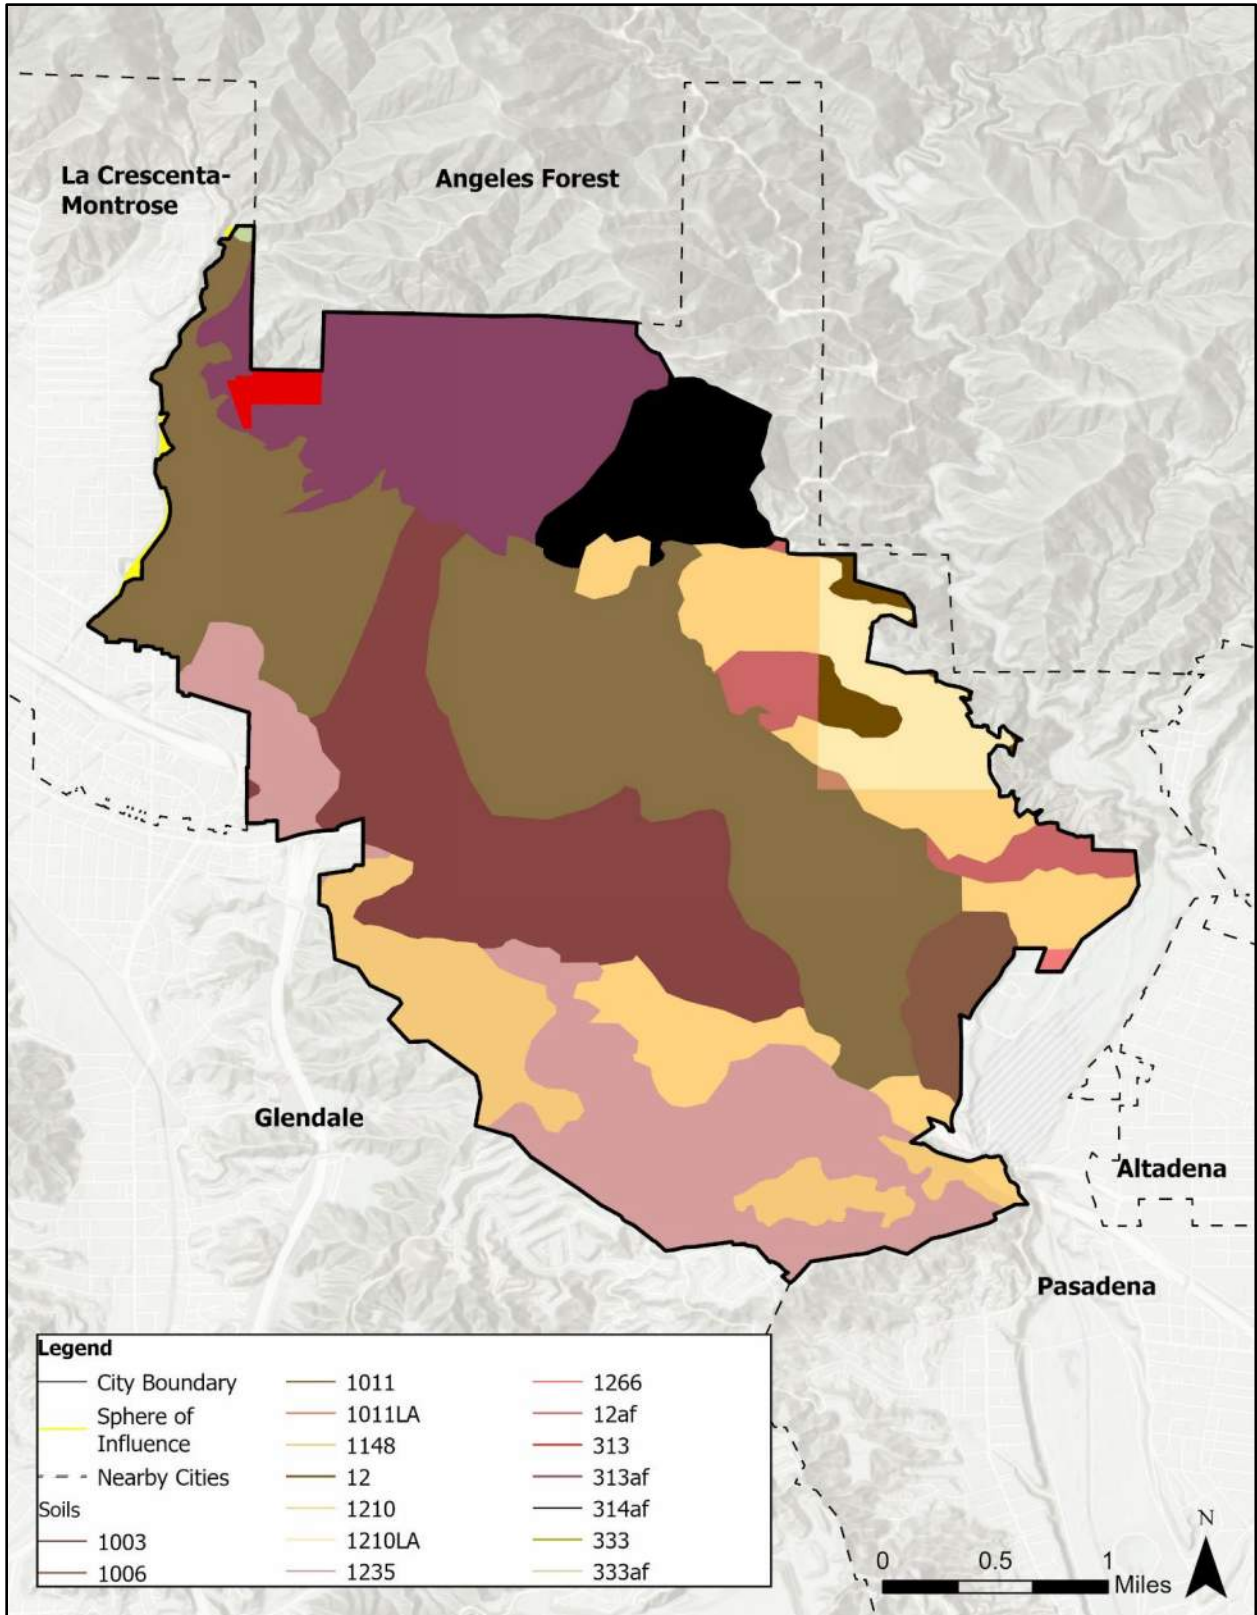 La Crescenta-
Montrose
Angeles Forest
Glendale
Altadena
Pasadena
Legend
City Boundary
Sphere of
Influence
Nearby Cities
Soils
1003
1006
1011
1011LA
1148
12
1210
1210LA
1235
1266
12af
313
313af
314af
333
333af
N
0 0.5 1
Miles